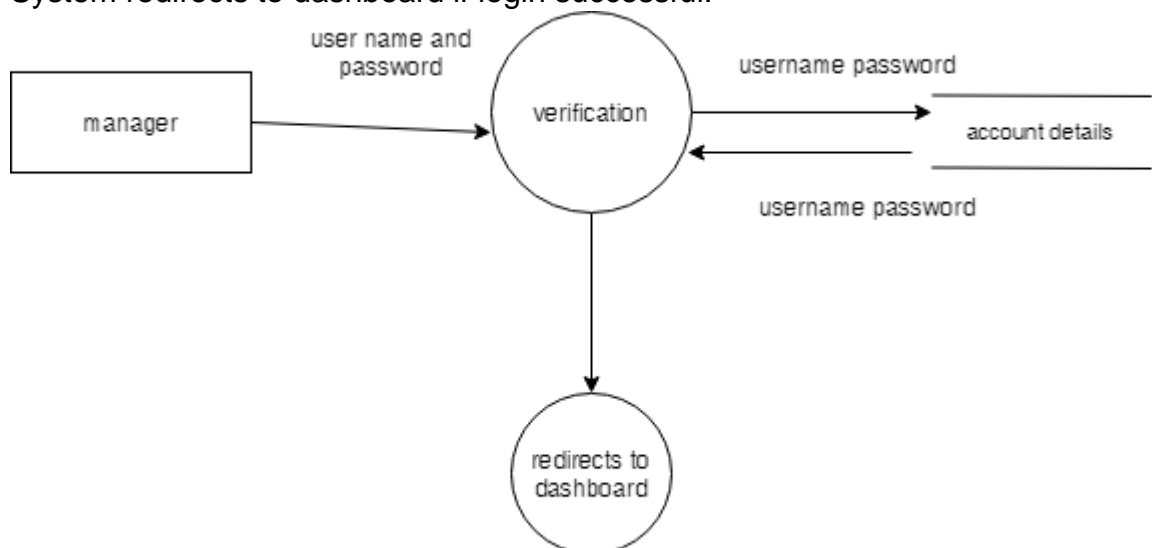 System redirects to dashboard if login successful.
user name and
password
username password
manager
verification
account details
username password
redirects to
dashboard